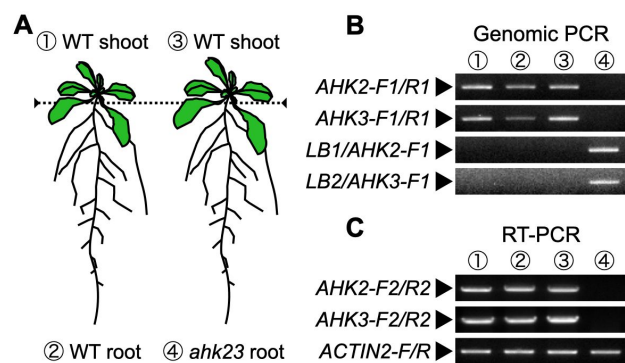 A
① WT shoot ③ WT shoot
② WT root ④ ahk23 root
B
Genomic PCR
① ② ③ ④
AHK2-F1/R1
AHK3-F1/R1
LB1/AHK2-F1
LB2/AHK3-F1
C
RT-PCR
① ② ③ ④
AHK2-F2/R2
AHK3-F2/R2
ACTIN2-F/R